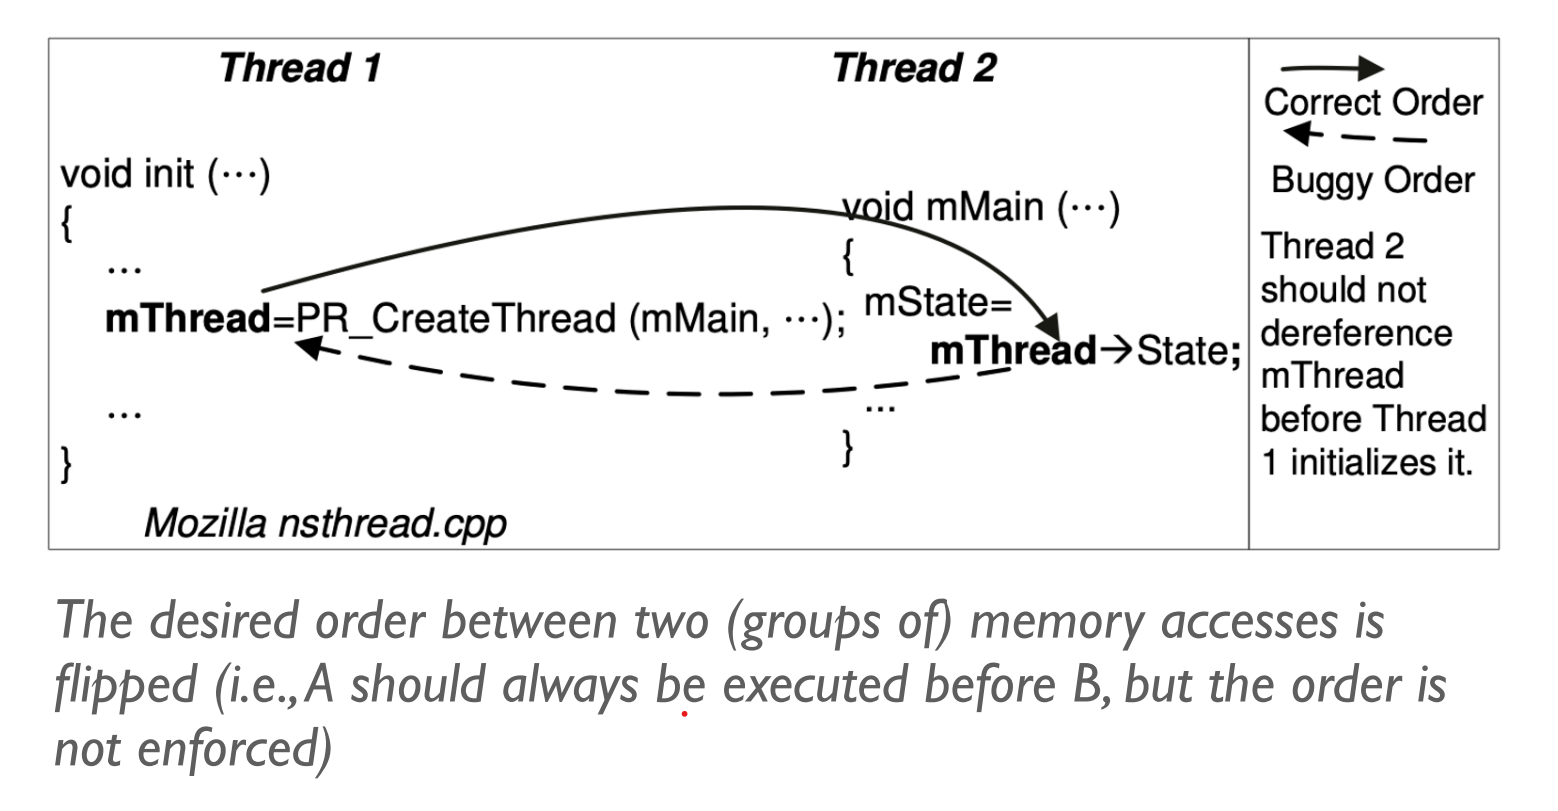 Thread 1
void init (⋯)
{
...
mThread=PR_CreateThread (mMain, ⋯);
...
}
Mozilla nsthread.cpp
Thread 2
void mMain (⋯)
{
mState=
mThread→State;
...
}
Correct Order
Buggy Order
Thread 2
should not
dereference
mThread
before Thread
1 initializes it.
The desired order between two (groups of) memory accesses is
flipped (i.e., A should always be executed before B, but the order is
not enforced)